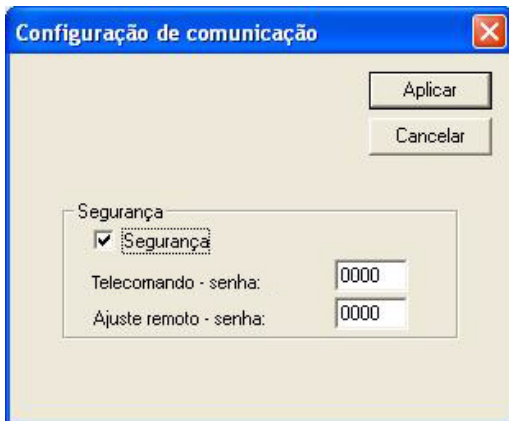 Configuração de comunicação
Aplicar
Cancelar
Segurança
Segurança
Telecomando - senha: 0000
Ajuste remoto - senha: 0000